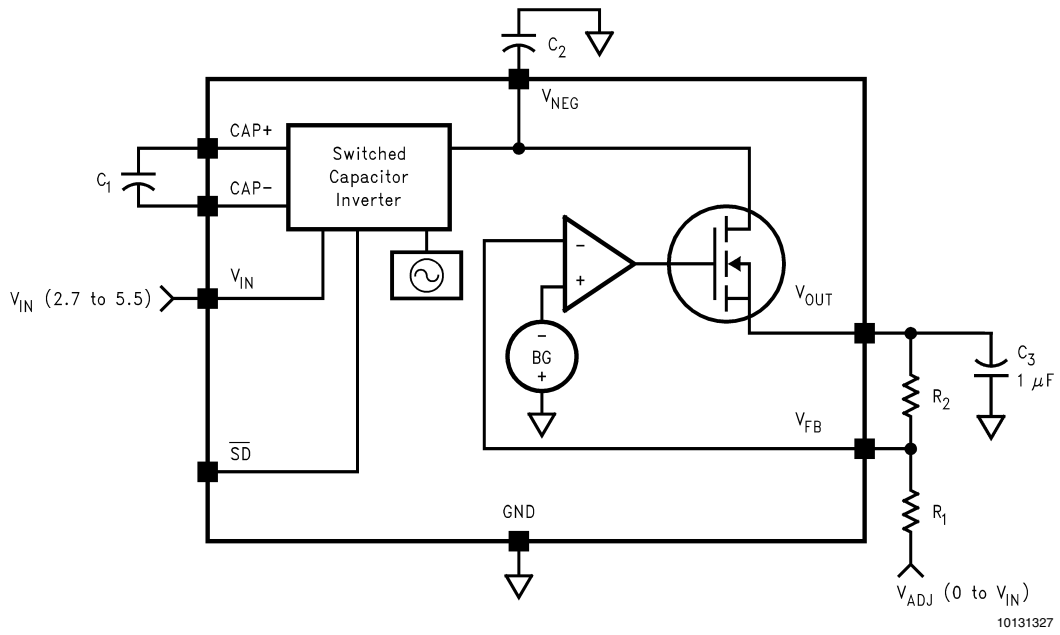 C2
VNEG
CAP+
Switched
Capacitor
Inverter
C1
CAP-
VIN
VIN (2.7 to 5.5)
-
+
VOUT
-
BG
+
C3
1 μF
R2
VFB
S̅D̅
GND
R1
VADJ (0 to VIN)
10131327